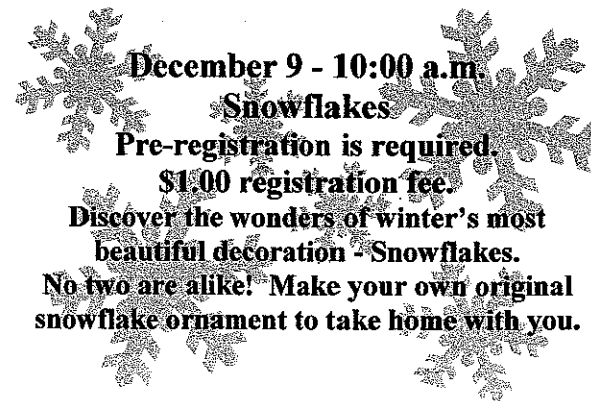 December 9 - 10:00 a.m.
Snowflakes
Pre-registration is required.
$1.00 registration fee.
Discover the wonders of winter's most
beautiful decoration - Snowflakes.
No two are alike!  Make your own original
snowflake ornament to take home with you.